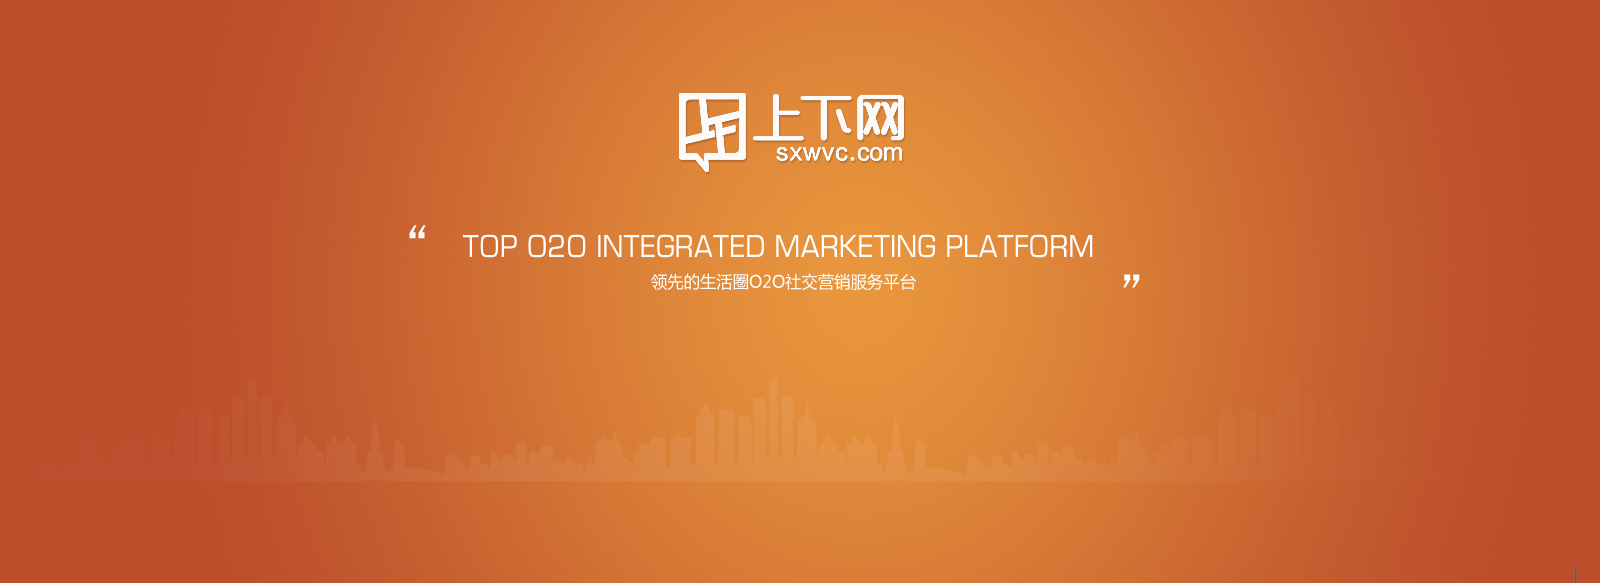 上下网
sxwvc.com
“ TOP O2O INTEGRATED MARKETING PLATFORM
领先的生活圈O2O社交营销服务平台 ”